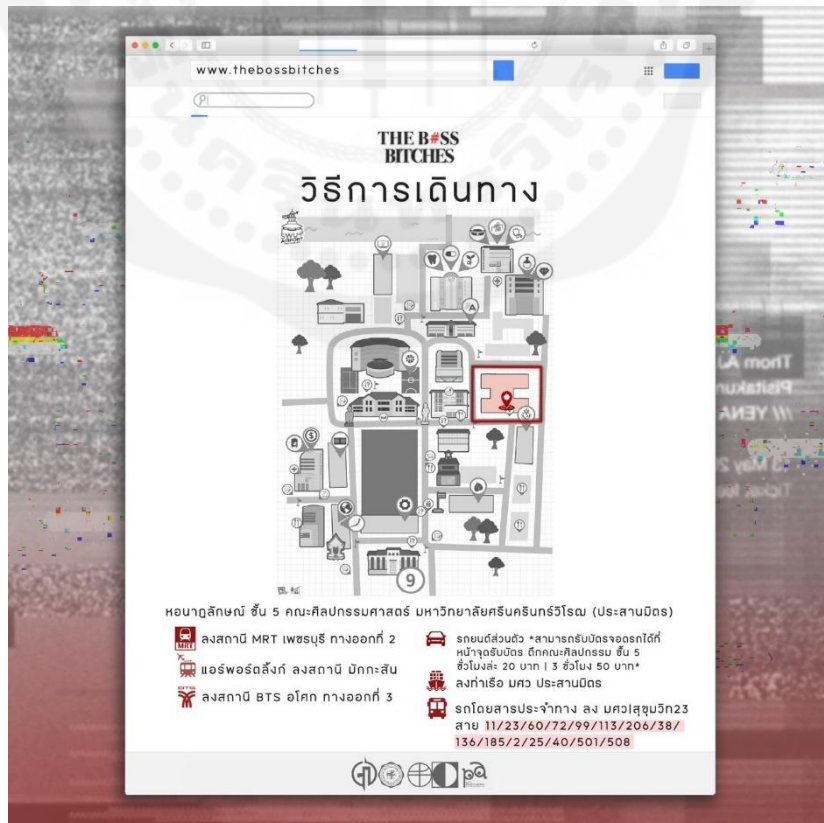 www.thebossbitches
THE B#SS
BITCHES
วิธีการเดินทาง
9
หอนาฏลักษณ์ ชั้น 5 คณะศิลปกรรมศาสตร์ มหาวิทยาลัยศรีนครินทร์วิโรฒ (ประสานมิตร)
MRT
ลงสถานี MRT เพชรบุรี ทางออกที่ 2
แอร์พอร์ตลิ้งก์ ลงสถานี มักกะสัน
BTS
ลงสถานี BTS อโศก ทางออกที่ 3
รถยนต์ส่วนตัว *สามารถรับบัตรจอดรถได้ที่
หน้าจุดรับบัตร ตึกคณะศิลปกรรม ชั้น 5
ชั่วโมงล่ะ 20 บาท | 3 ชั่วโมง 50 บาท*
ลงท่าเรือ มศว ประสานมิตร
รถโดยสารประจำทาง ลง มศว|สุขุมวิท23
สาย 11/23/60/72/99/113/206/38/
136/185/2/25/40/501/508
Thom AJ
Pisitakun
/// YENA
Ticket